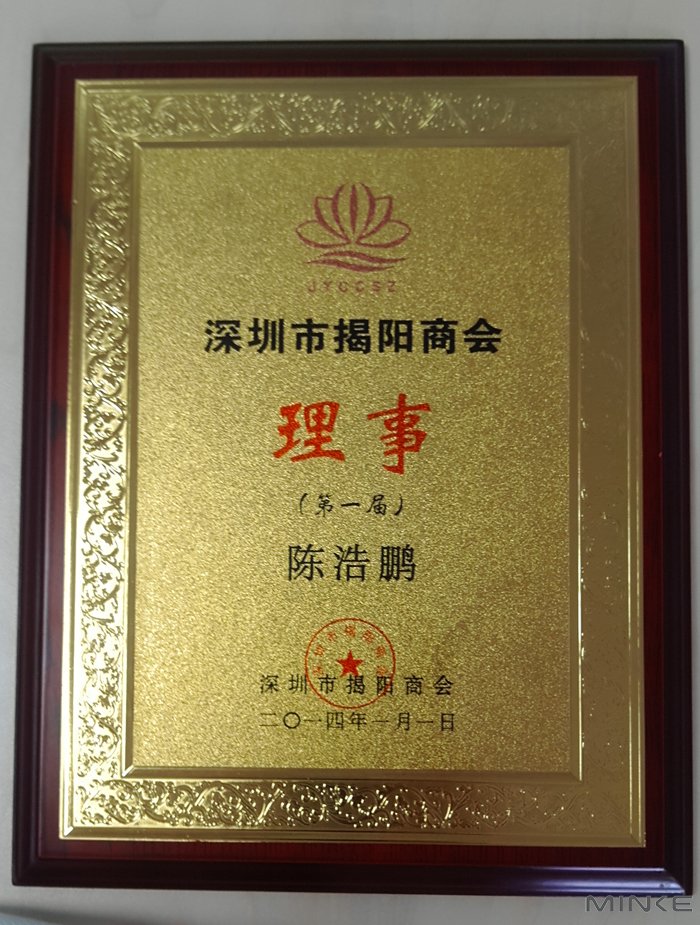 JYCCSZ
深圳市揭阳商会
理事
(第一届)
陈浩鹏
深圳市揭阳商会
二〇一四年一月一日
MINKE